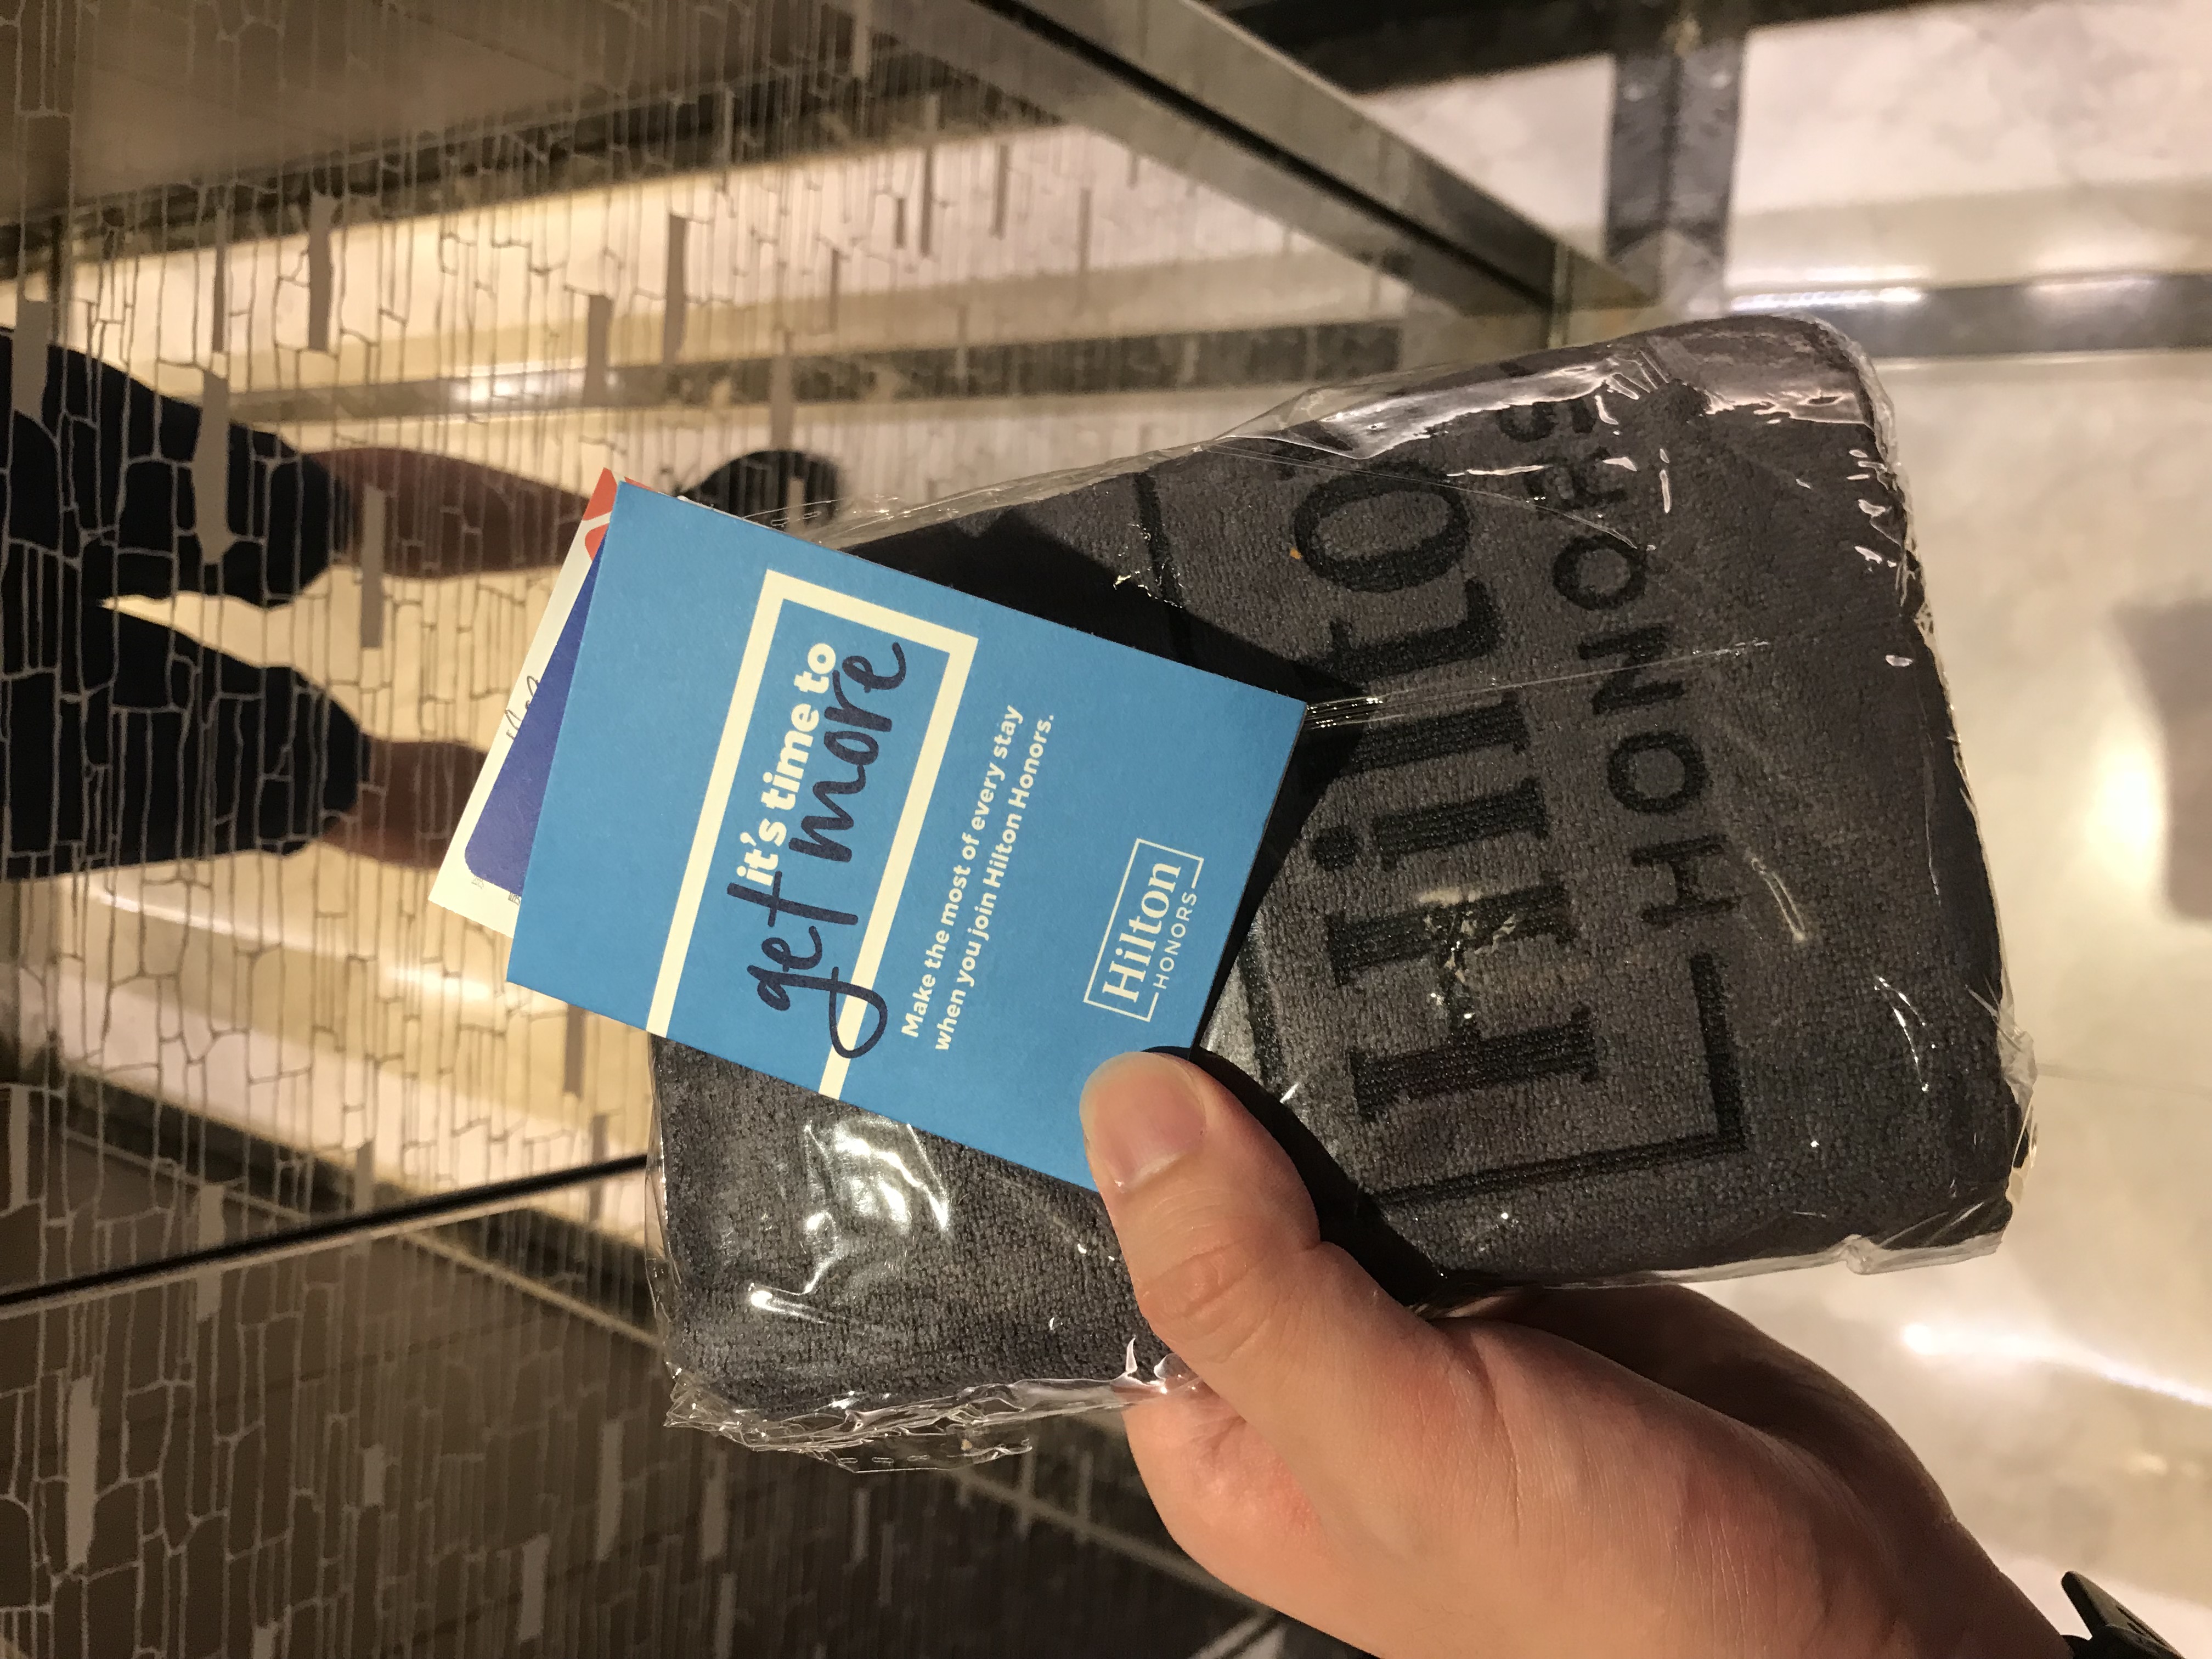 it's time to
get more
Make the most of every stay
when you join Hilton Honors.
Hilton
HONORS
Hilto
HONORS